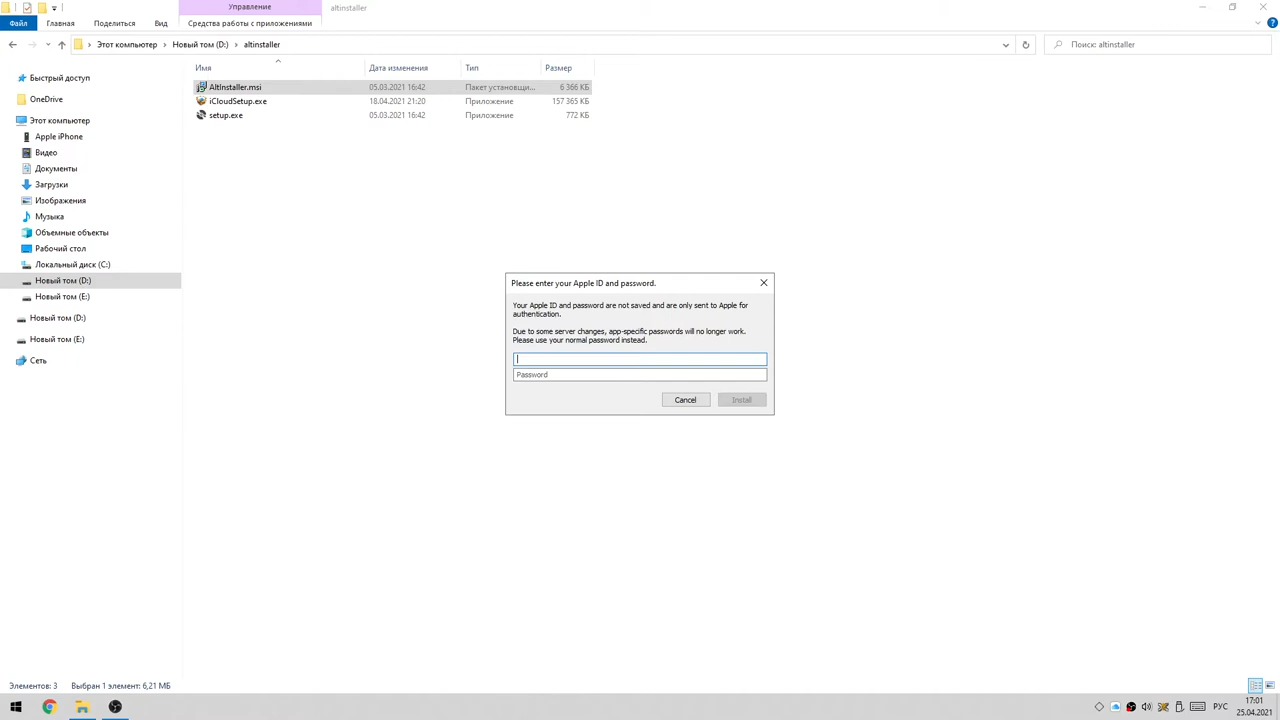 Управление
altinstaller
Файл
Главная
Поделиться
Вид
Средства работы с приложениями
Этот компьютер
Новый том (D:)
altinstaller
Поиск: altinstaller
Имя
Дата изменения
Тип
Размер
AltInstaller.msi 05.03.2021 16:42 Пакет установщи... 6 366 КБ
iCloudSetup.exe 18.04.2021 21:20 Приложение 157 365 КБ
setup.exe 05.03.2021 16:42 Приложение 772 КБ
Быстрый доступ
OneDrive
Этот компьютер
Apple iPhone
Видео
Документы
Загрузки
Изображения
Музыка
Объемные объекты
Рабочий стол
Локальный диск (C:)
Новый том (D:)
Новый том (E:)
Новый том (D:)
Новый том (E:)
Сеть
Please enter your Apple ID and password.
Your Apple ID and password are not saved and are only sent to Apple for
authentication.
Due to some server changes, app-specific passwords will no longer work.
Please use your normal password instead.
Password
Cancel
Install
Элементов: 3
Выбран 1 элемент: 6,21 МБ
РУС
17:01
25.04.2021